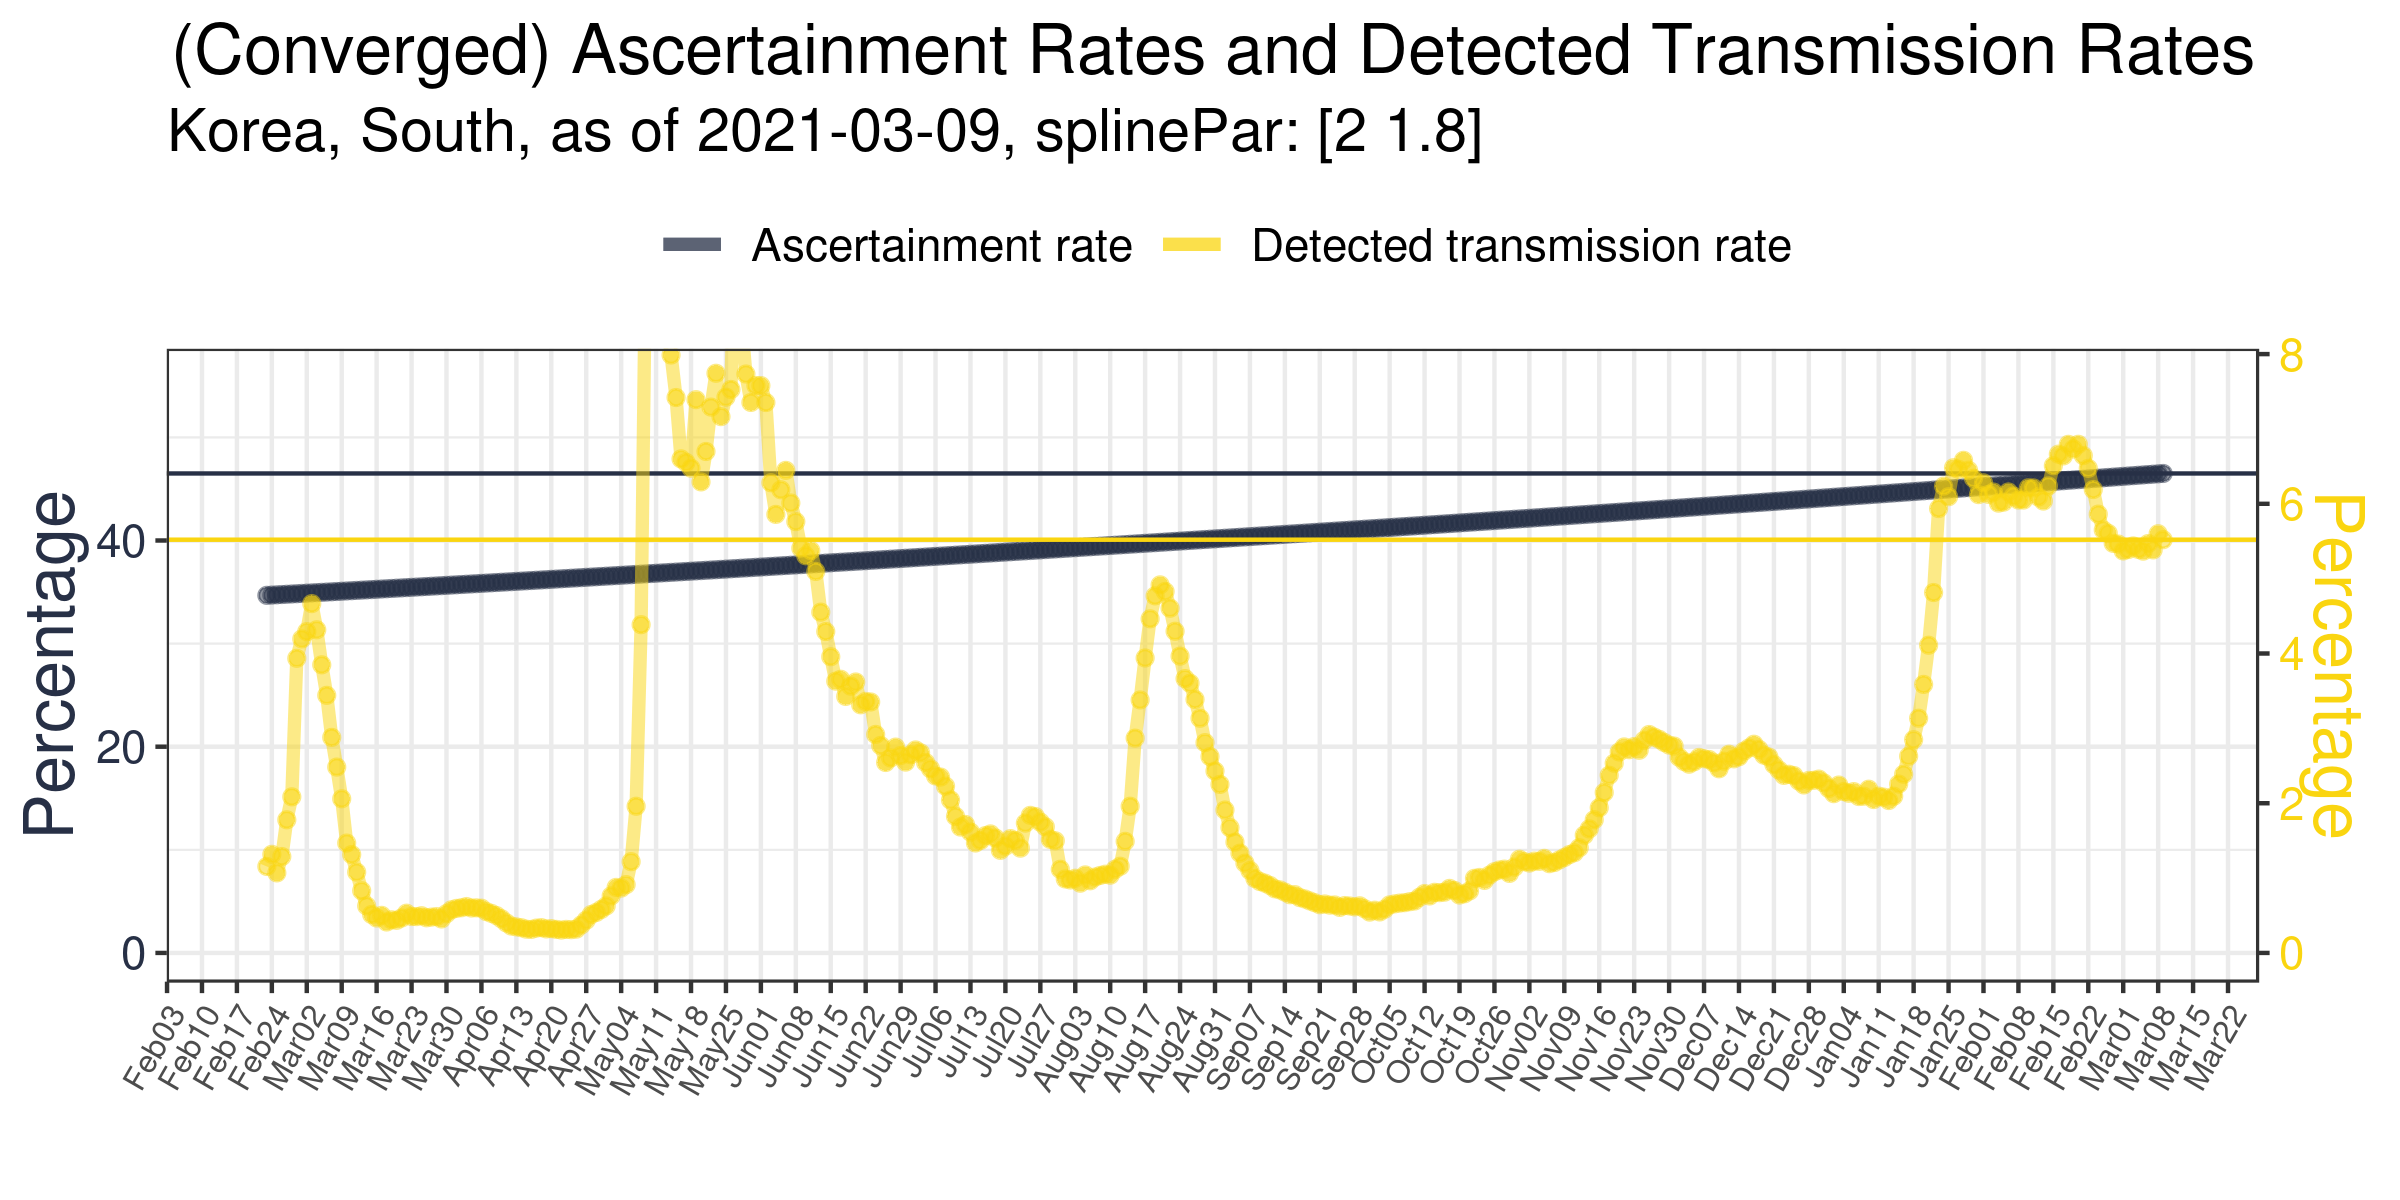 (Converged) Ascertainment Rates and Detected Transmission Rates
Korea, South, as of 2021-03-09, splinePar: [2 1.8]
Ascertainment rate Detected transmission rate
Percentage
40
20
0
8
6
4
2
0
Percentage
Feb03 Feb10 Feb17 Feb24 Mar02 Mar09 Mar16 Mar23 Mar30 Apr06 Apr13 Apr20 Apr27 May04 May11 May18 May25 Jun01 Jun08 Jun15 Jun22 Jun29 Jul06 Jul13 Jul20 Jul27 Aug03 Aug10 Aug17 Aug24 Aug31 Sep07 Sep14 Sep21 Sep28 Oct05 Oct12 Oct19 Oct26 Nov02 Nov09 Nov16 Nov23 Nov30 Dec07 Dec14 Dec21 Dec28 Jan04 Jan11 Jan18 Jan25 Feb01 Feb08 Feb15 Feb22 Mar01 Mar08 Mar15 Mar22